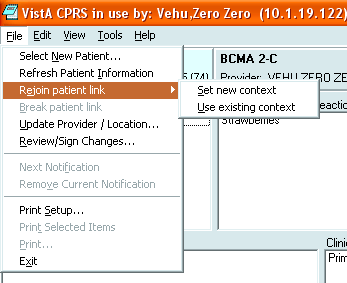 VistA CPRS in use by: Vehu,Zero Zero (10.1.19.122)
File Edit View Tools Help
Select New Patient...
Refresh Patient Information
Rejoin patient link
Break patient link
Update Provider / Location...
Review/Sign Changes...
Next Notification
Remove Current Notification
Print Setup...
Print Selected Items
Print...
Exit
Set new context
Use existing context
(74)
BCMA 2-C
Provider: VEHU,ZERO ZE
Strawberries
Clinic
Prim